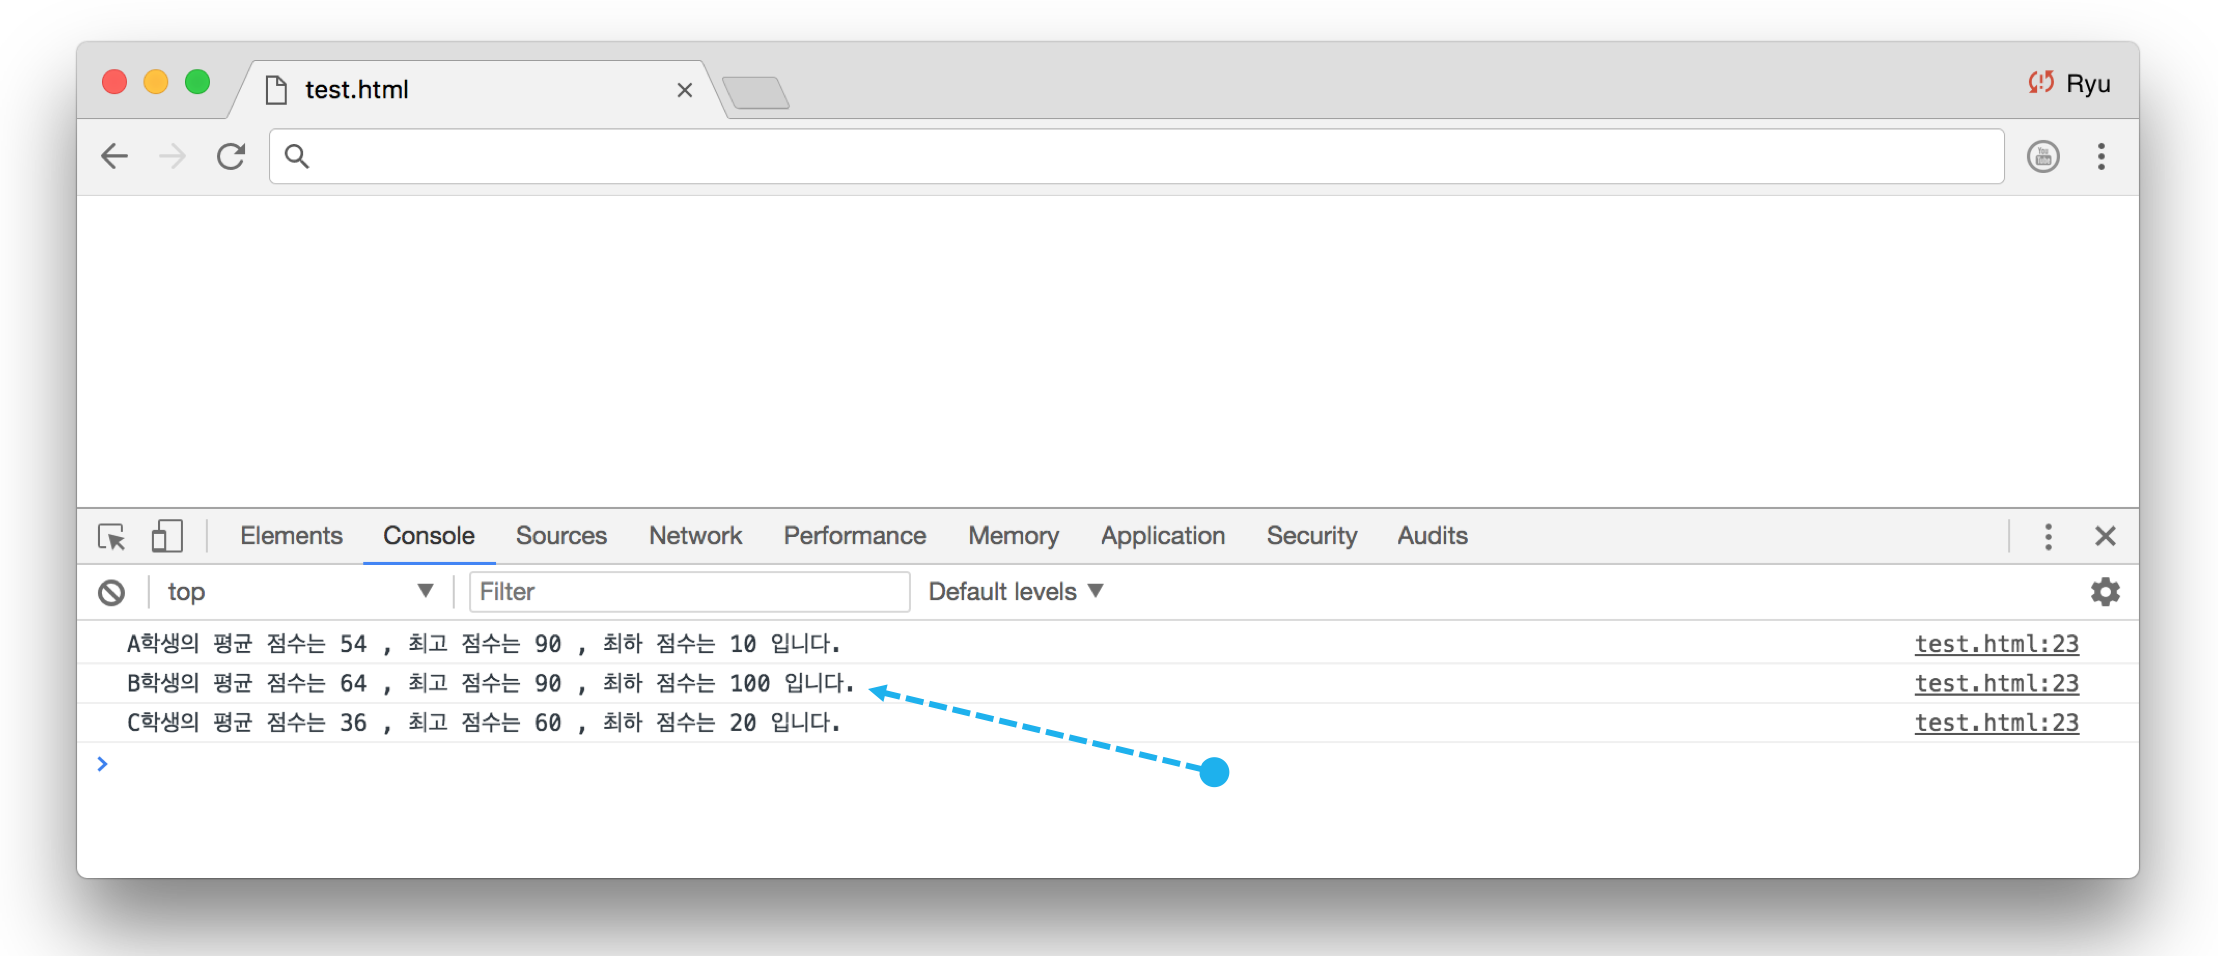 test.html
Ryu
Elements Console Sources Network Performance Memory Application Security Audits
top Filter Default levels
A학생의 평균 점수는 54 , 최고 점수는 90 , 최하 점수는 10 입니다. test.html:23
B학생의 평균 점수는 64 , 최고 점수는 90 , 최하 점수는 100 입니다. test.html:23
C학생의 평균 점수는 36 , 최고 점수는 60 , 최하 점수는 20 입니다. test.html:23